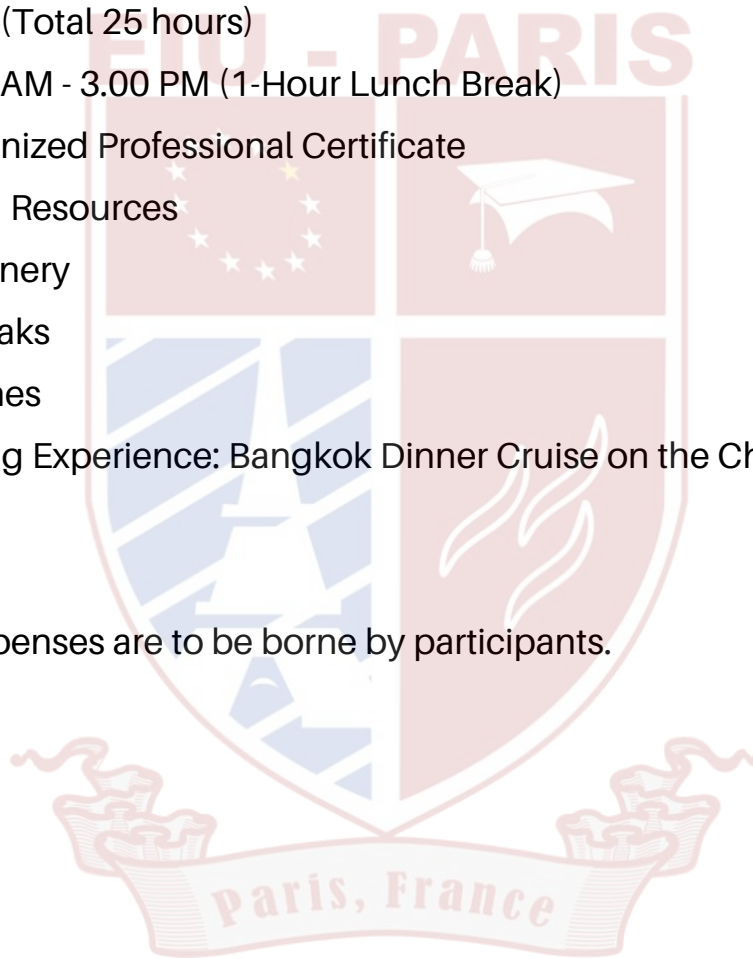 EIU - PARIS
(Total 25 hours)
AM - 3.00 PM (1-Hour Lunch Break)
nized Professional Certificate
Resources
nery
aks
nes
g Experience: Bangkok Dinner Cruise on the Ch
penses are to be borne by participants.
Paris, France